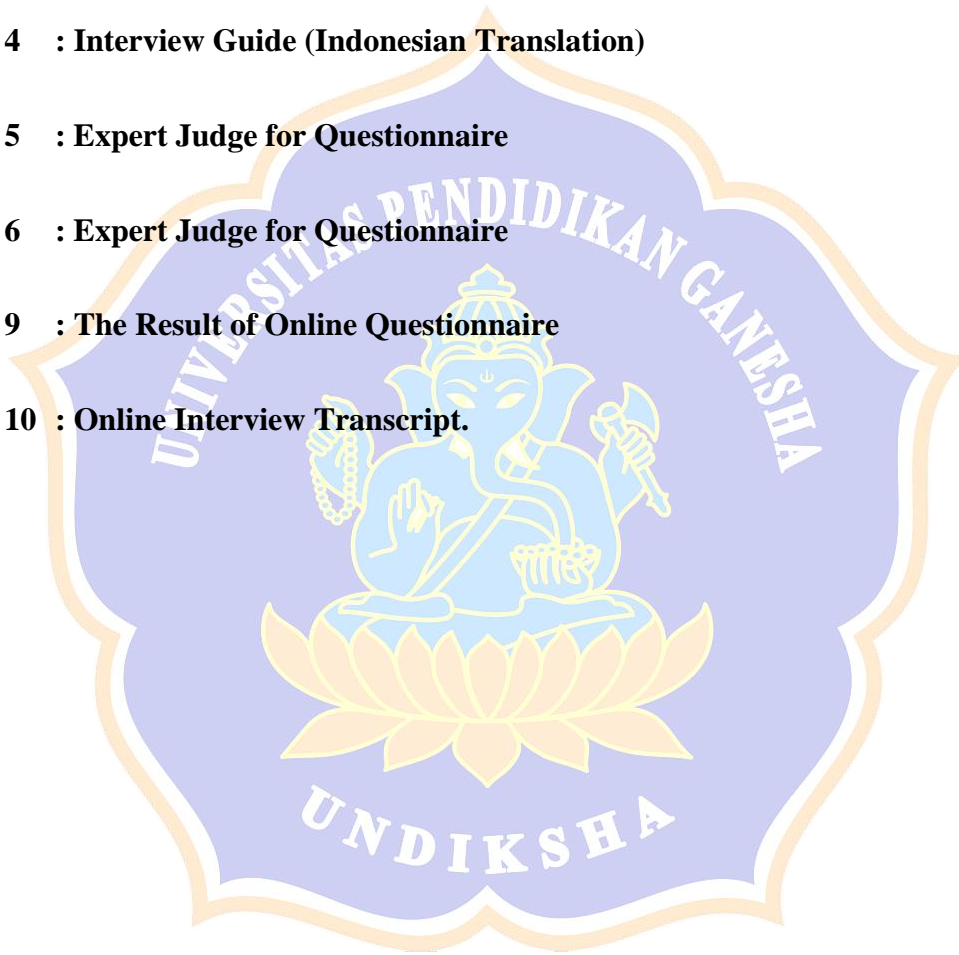 4 : Interview Guide (Indonesian Translation)
5 : Expert Judge for Questionnaire
6 : Expert Judge for Questionnaire
9 : The Result of Online Questionnaire
10 : Online Interview Transcript.
UNIVERSITAS PENDIDIKAN GANESHA
UNDIKSHA